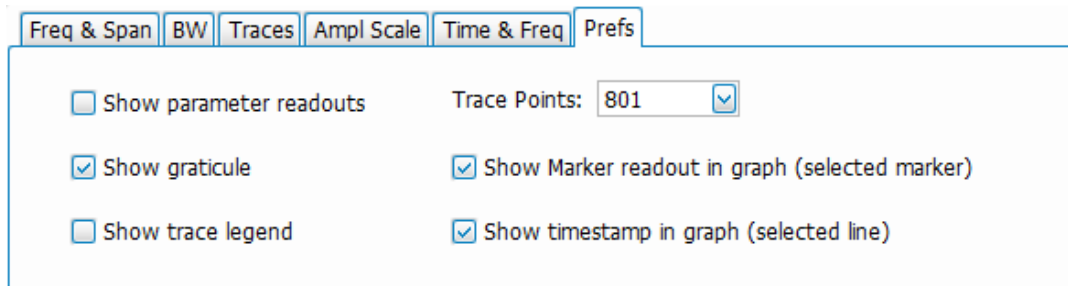 Freq & Span BW Traces Ampl Scale Time & Freq Prefs
Show parameter readouts Trace Points: 801
Show graticule Show Marker readout in graph (selected marker)
Show trace legend Show timestamp in graph (selected line)